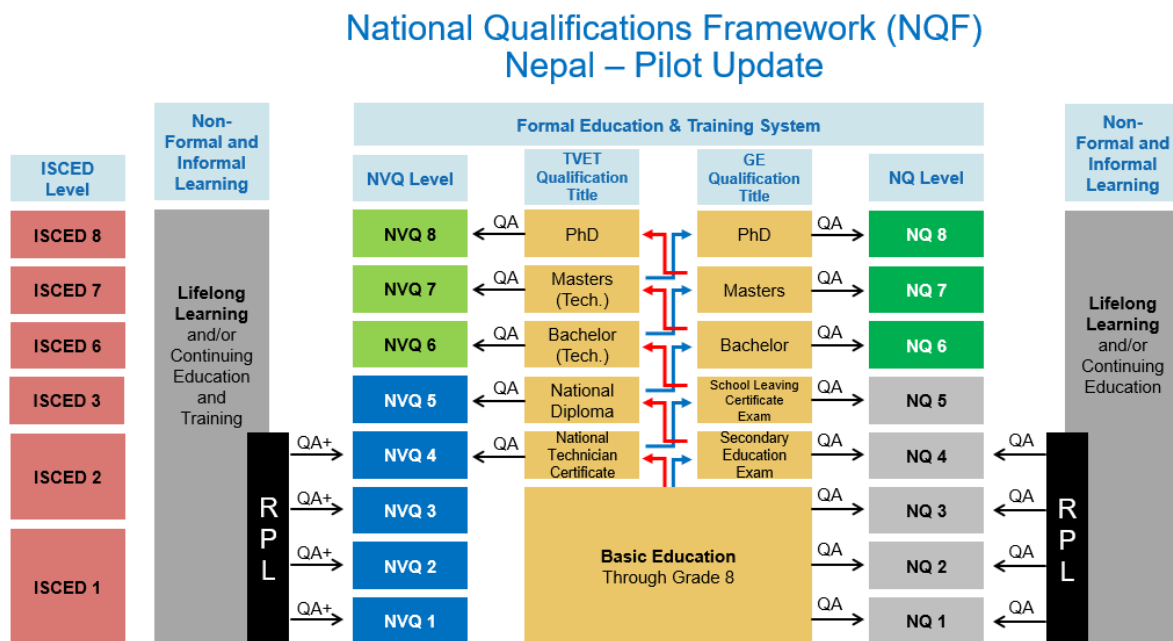 National Qualifications Framework (NQF)
Nepal – Pilot Update
ISCED
Level
Non-
Formal and
Informal
Learning
Formal Education & Training System
NVQ Level
TVET
Qualification
Title
GE
Qualification
Title
NQ Level
Non-
Formal and
Informal
Learning
ISCED 8
ISCED 7
ISCED 6
ISCED 3
ISCED 2
ISCED 1
Lifelong
Learning
and/or
Continuing
Education
and
Training
RPL
QA+
QA+
QA+
QA+
NVQ 8
QA
PhD
PhD
QA
NQ 8
NVQ 7
QA
Masters
(Tech.)
Masters
QA
NQ 7
NVQ 6
QA
Bachelor
(Tech.)
Bachelor
QA
NQ 6
NVQ 5
QA
National
Diploma
School Leaving
Certificate
Exam
QA
NQ 5
NVQ 4
QA
National
Technician
Certificate
Secondary
Education
Exam
QA
NQ 4
NVQ 3
QA
NQ 3
NVQ 2
Basic Education
Through Grade 8
QA
NQ 2
NVQ 1
QA
NQ 1
QA
QA
QA
QA
RPL
Lifelong
Learning
and/or
Continuing
Education